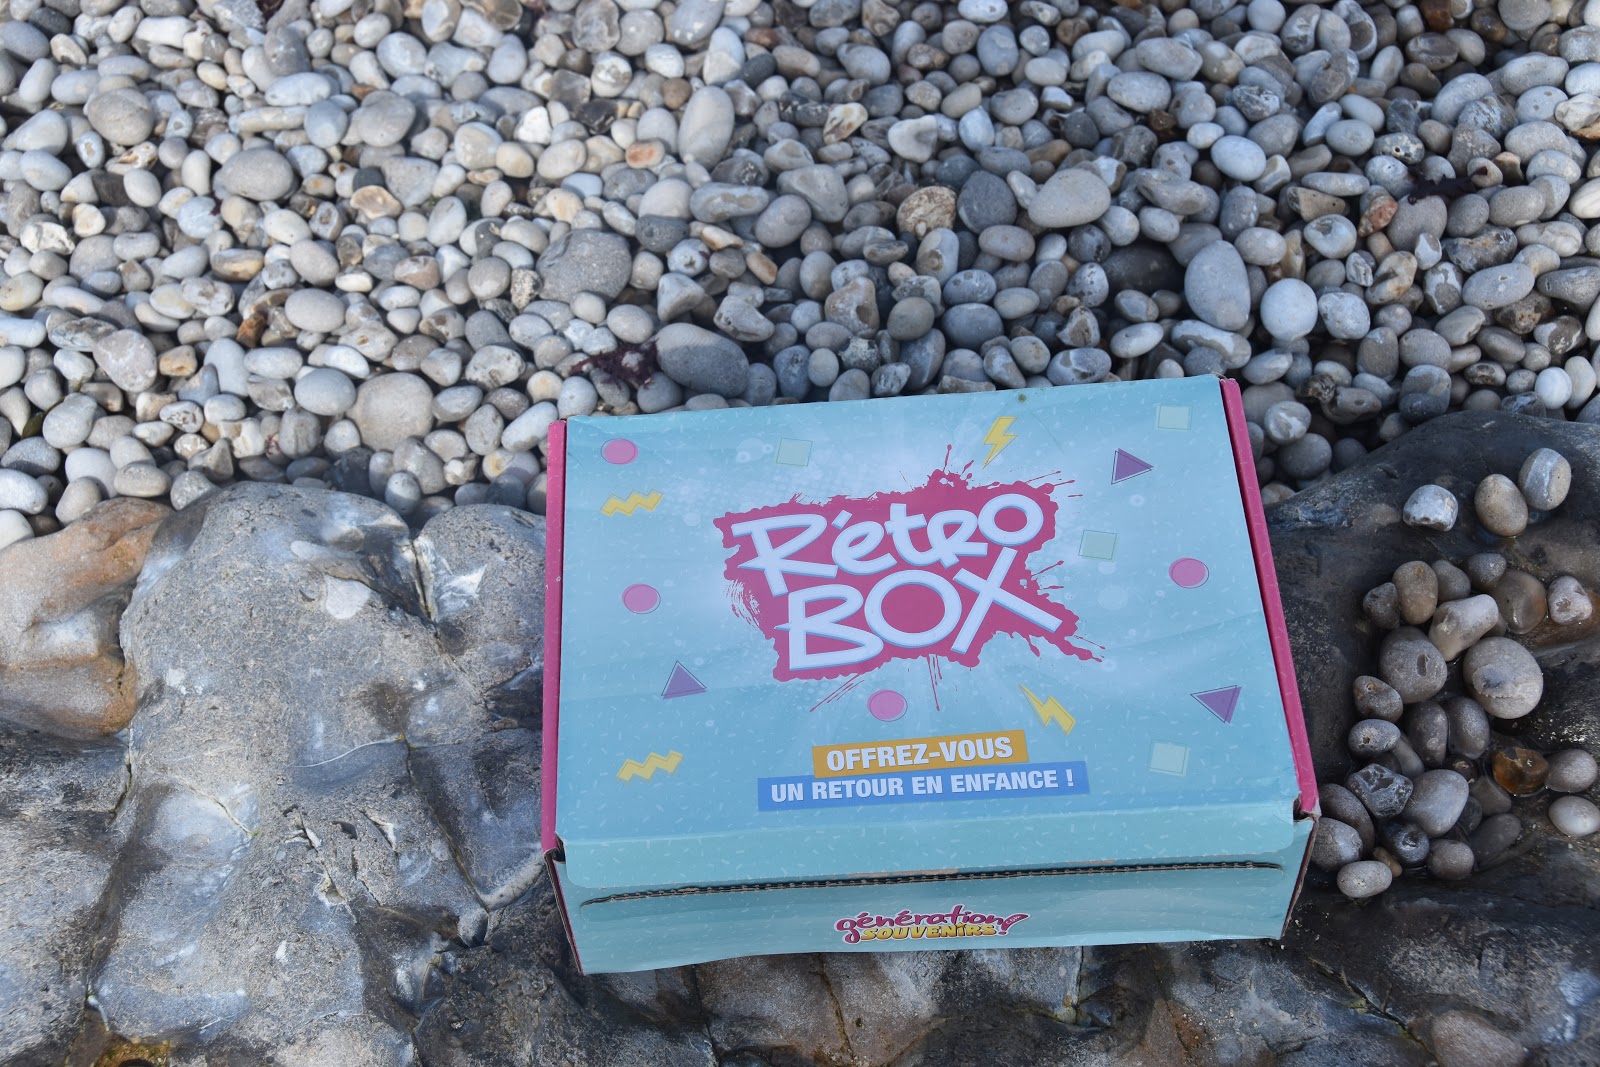 Rétro
BOX
OFFREZ-VOUS
UN RETOUR EN ENFANCE !
génération
SOUVENIRS !